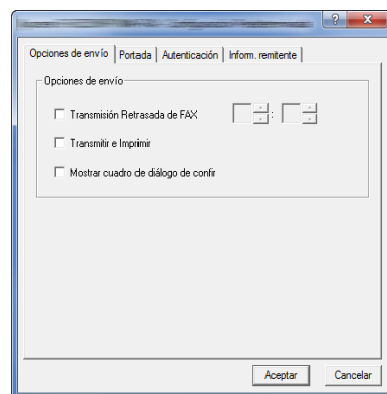 Opciones de envío Portada Autenticación Inform. remitente
Opciones de envío
Transmisión Retrasada de FAX :
Transmitir e Imprimir
Mostrar cuadro de diálogo de confir
Aceptar Cancelar